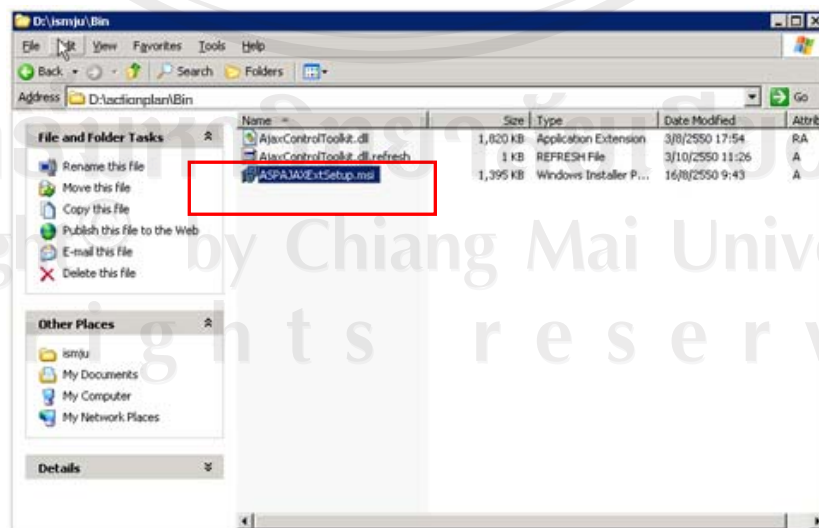 D:\ismju\Bin
File Edit View Favorites Tools Help
Back Search Folders
Address D:\actionplan\Bin Go
Name Size Type Date Modified Attrib
AjaxControlToolkit.dll 1,820 KB Application Extension 3/8/2550 17:54 RA
AjaxControlToolkit.dll.refresh 1 KB REFRESH File 3/10/2550 11:26 A
ASPAJAXExtSetup.msi 1,395 KB Windows Installer P... 16/8/2550 9:43 A
File and Folder Tasks
Rename this file
Move this file
Copy this file
Publish this file to the Web
E-mail this file
Delete this file
Other Places
ismju
My Documents
My Computer
My Network Places
Details
by Chiang Mai Univ
rights reserv